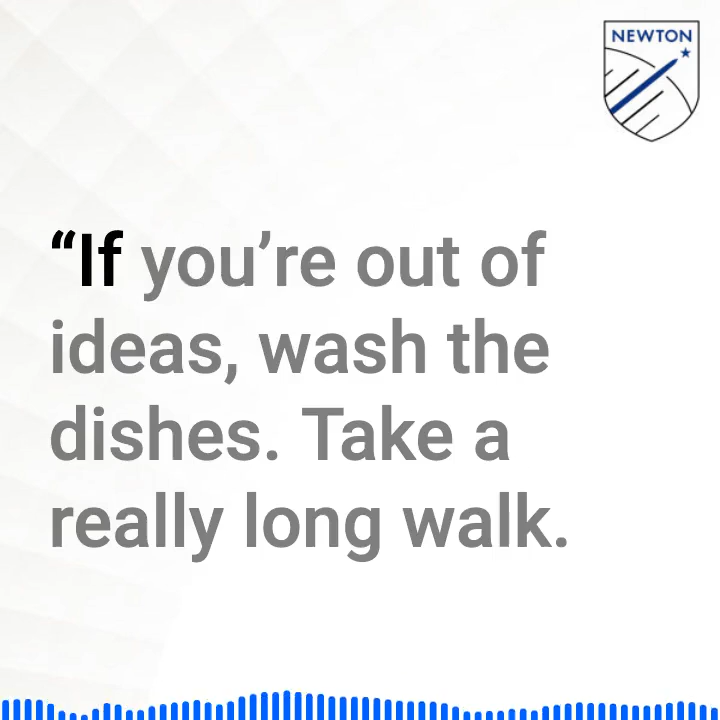 NEWTON
“If you’re out of
ideas, wash the
dishes. Take a
really long walk.